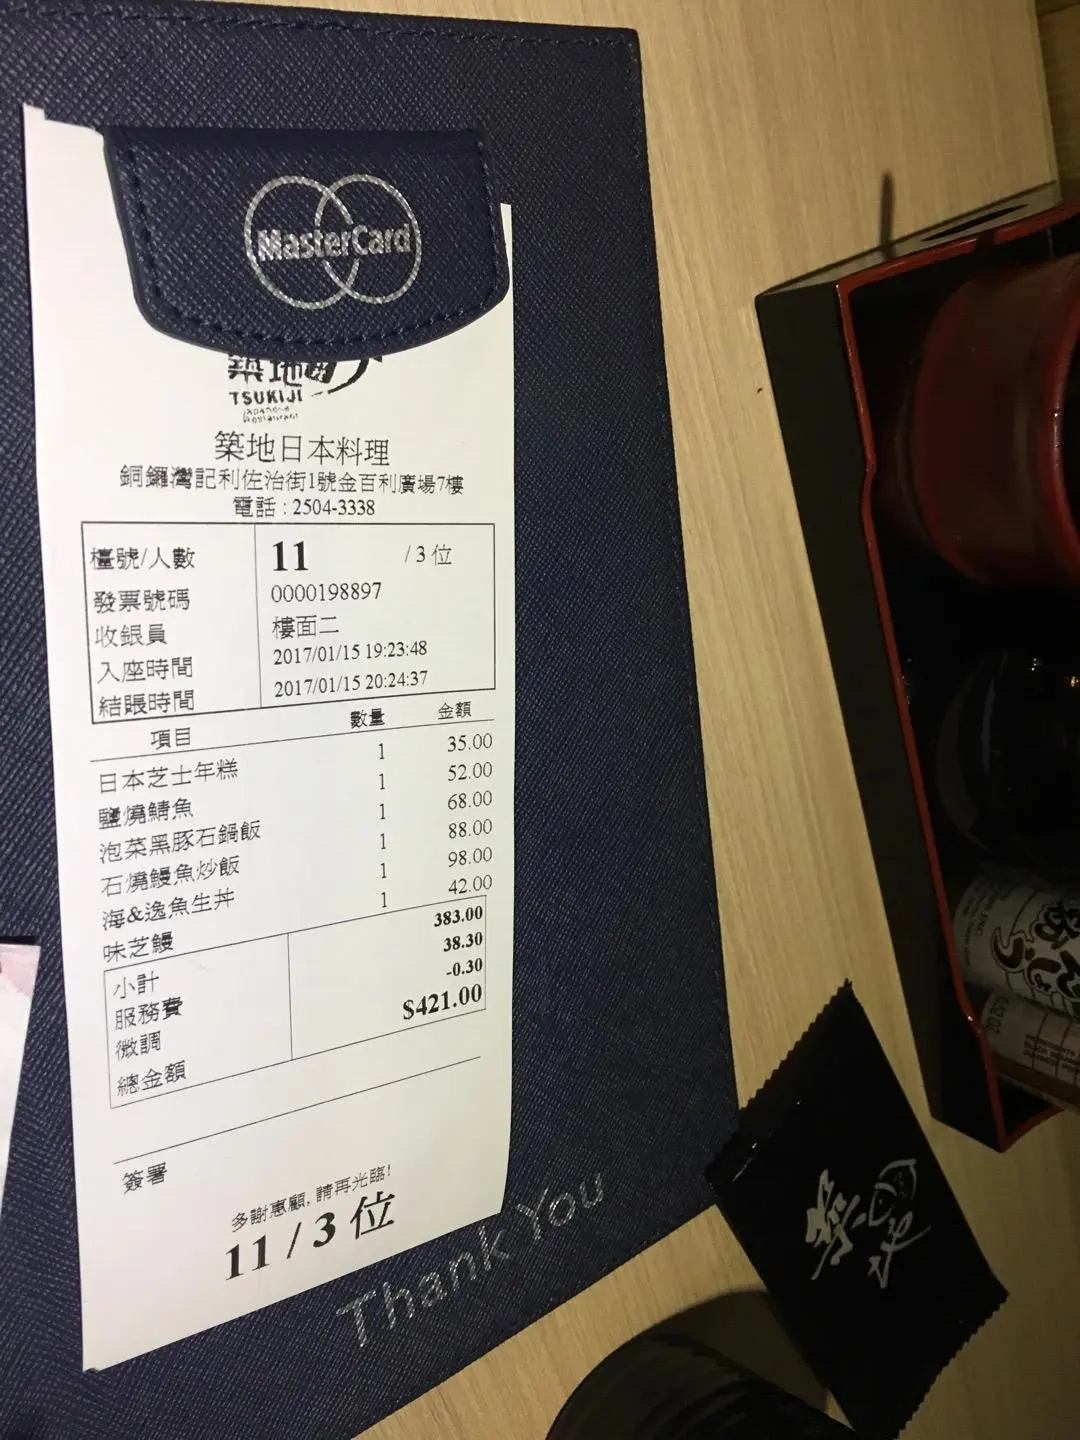 MasterCard
築地
TSUKIJI
Japanese
Restaurant
築地日本料理
銅鑼灣記利佐治街1號金百利廣場7樓
電話 : 2504-3338
檯號/人數 11 / 3 位
發票號碼 0000198897
收銀員 樓面二
入座時間 2017/01/15 19:23:48
結賬時間 2017/01/15 20:24:37
項目 數量 金額
日本芝士年糕 1 35.00
鹽燒鯖魚 1 52.00
泡菜黑豚石鍋飯 1 68.00
石燒鰻魚炒飯 1 88.00
海&逸魚生丼 1 98.00
味芝鰻 1 42.00
小計 383.00
服務費 38.30
微調 -0.30
總金額 $421.00
簽署
多謝惠顧, 請再光臨!
11 / 3 位
Thank You
築地